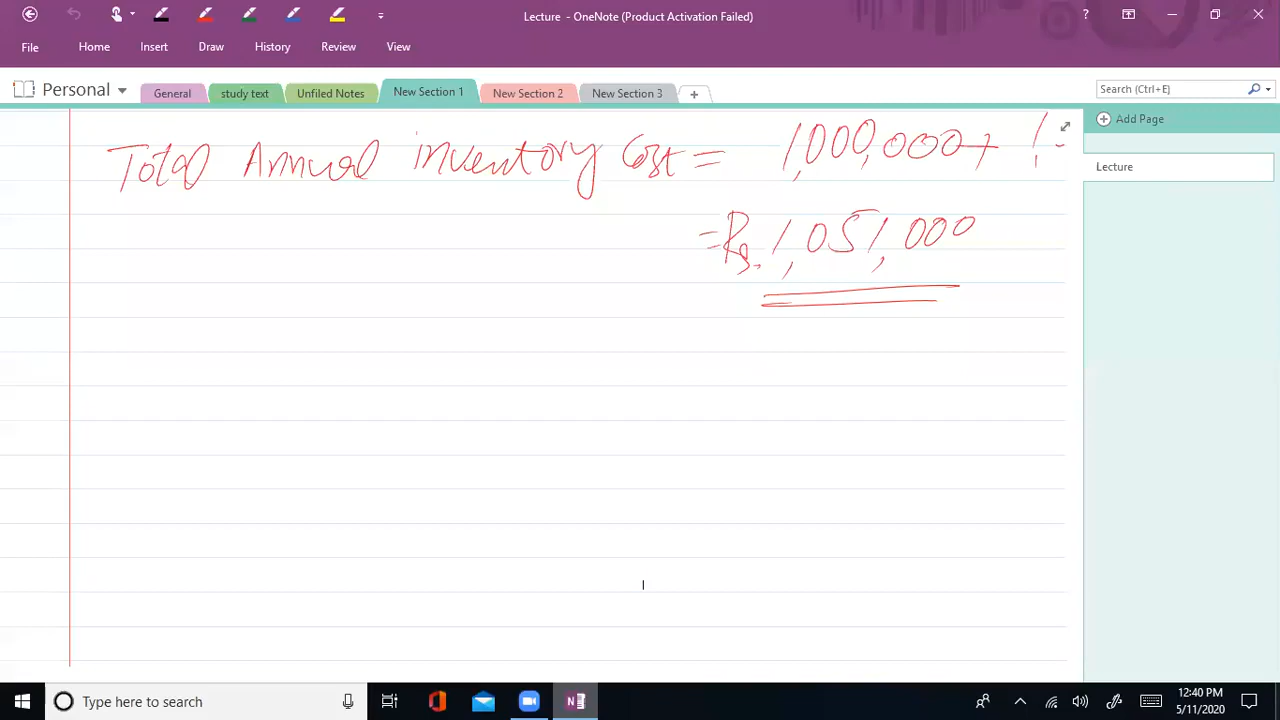 Lecture - OneNote (Product Activation Failed)
?
File Home Insert Draw History Review View
Personal General study text Unfiled Notes New Section 1 New Section 2 New Section 3 + Search (Ctrl+E)
Total Annual inventory Cost = 1,000,000 +
= Rs. 1,051,000
Add Page
Lecture
Type here to search
12:40 PM
5/11/2020